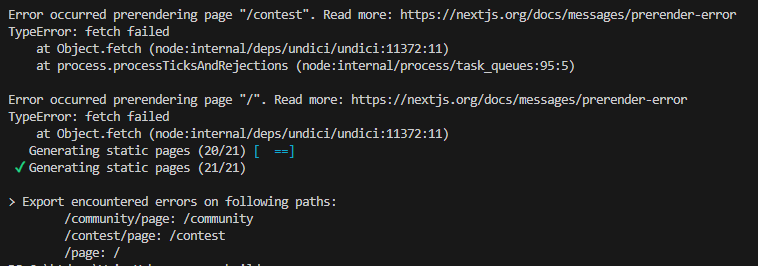 Error occurred prerendering page "/contest". Read more: https://nextjs.org/docs/messages/prerender-error
TypeError: fetch failed
    at Object.fetch (node:internal/deps/undici/undici:11372:11)
    at process.processTicksAndRejections (node:internal/process/task_queues:95:5)

Error occurred prerendering page "/". Read more: https://nextjs.org/docs/messages/prerender-error
TypeError: fetch failed
    at Object.fetch (node:internal/deps/undici/undici:11372:11)
   Generating static pages (20/21) [  ==]
 ✓ Generating static pages (21/21)

> Export encountered errors on following paths:
        /community/page: /community
        /contest/page: /contest
        /page: /